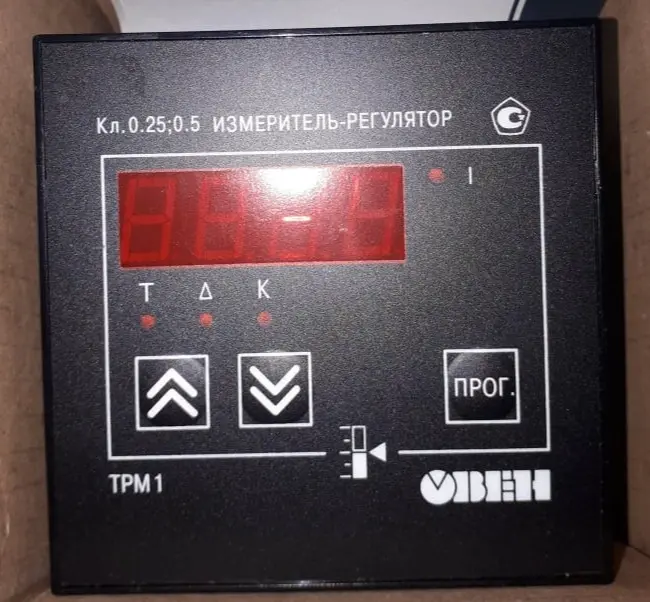 Кл.0.25;0.5 ИЗМЕРИТЕЛЬ-РЕГУЛЯТОР
I
T Δ K
ПРОГ.
ТРМ1
ОВЕН